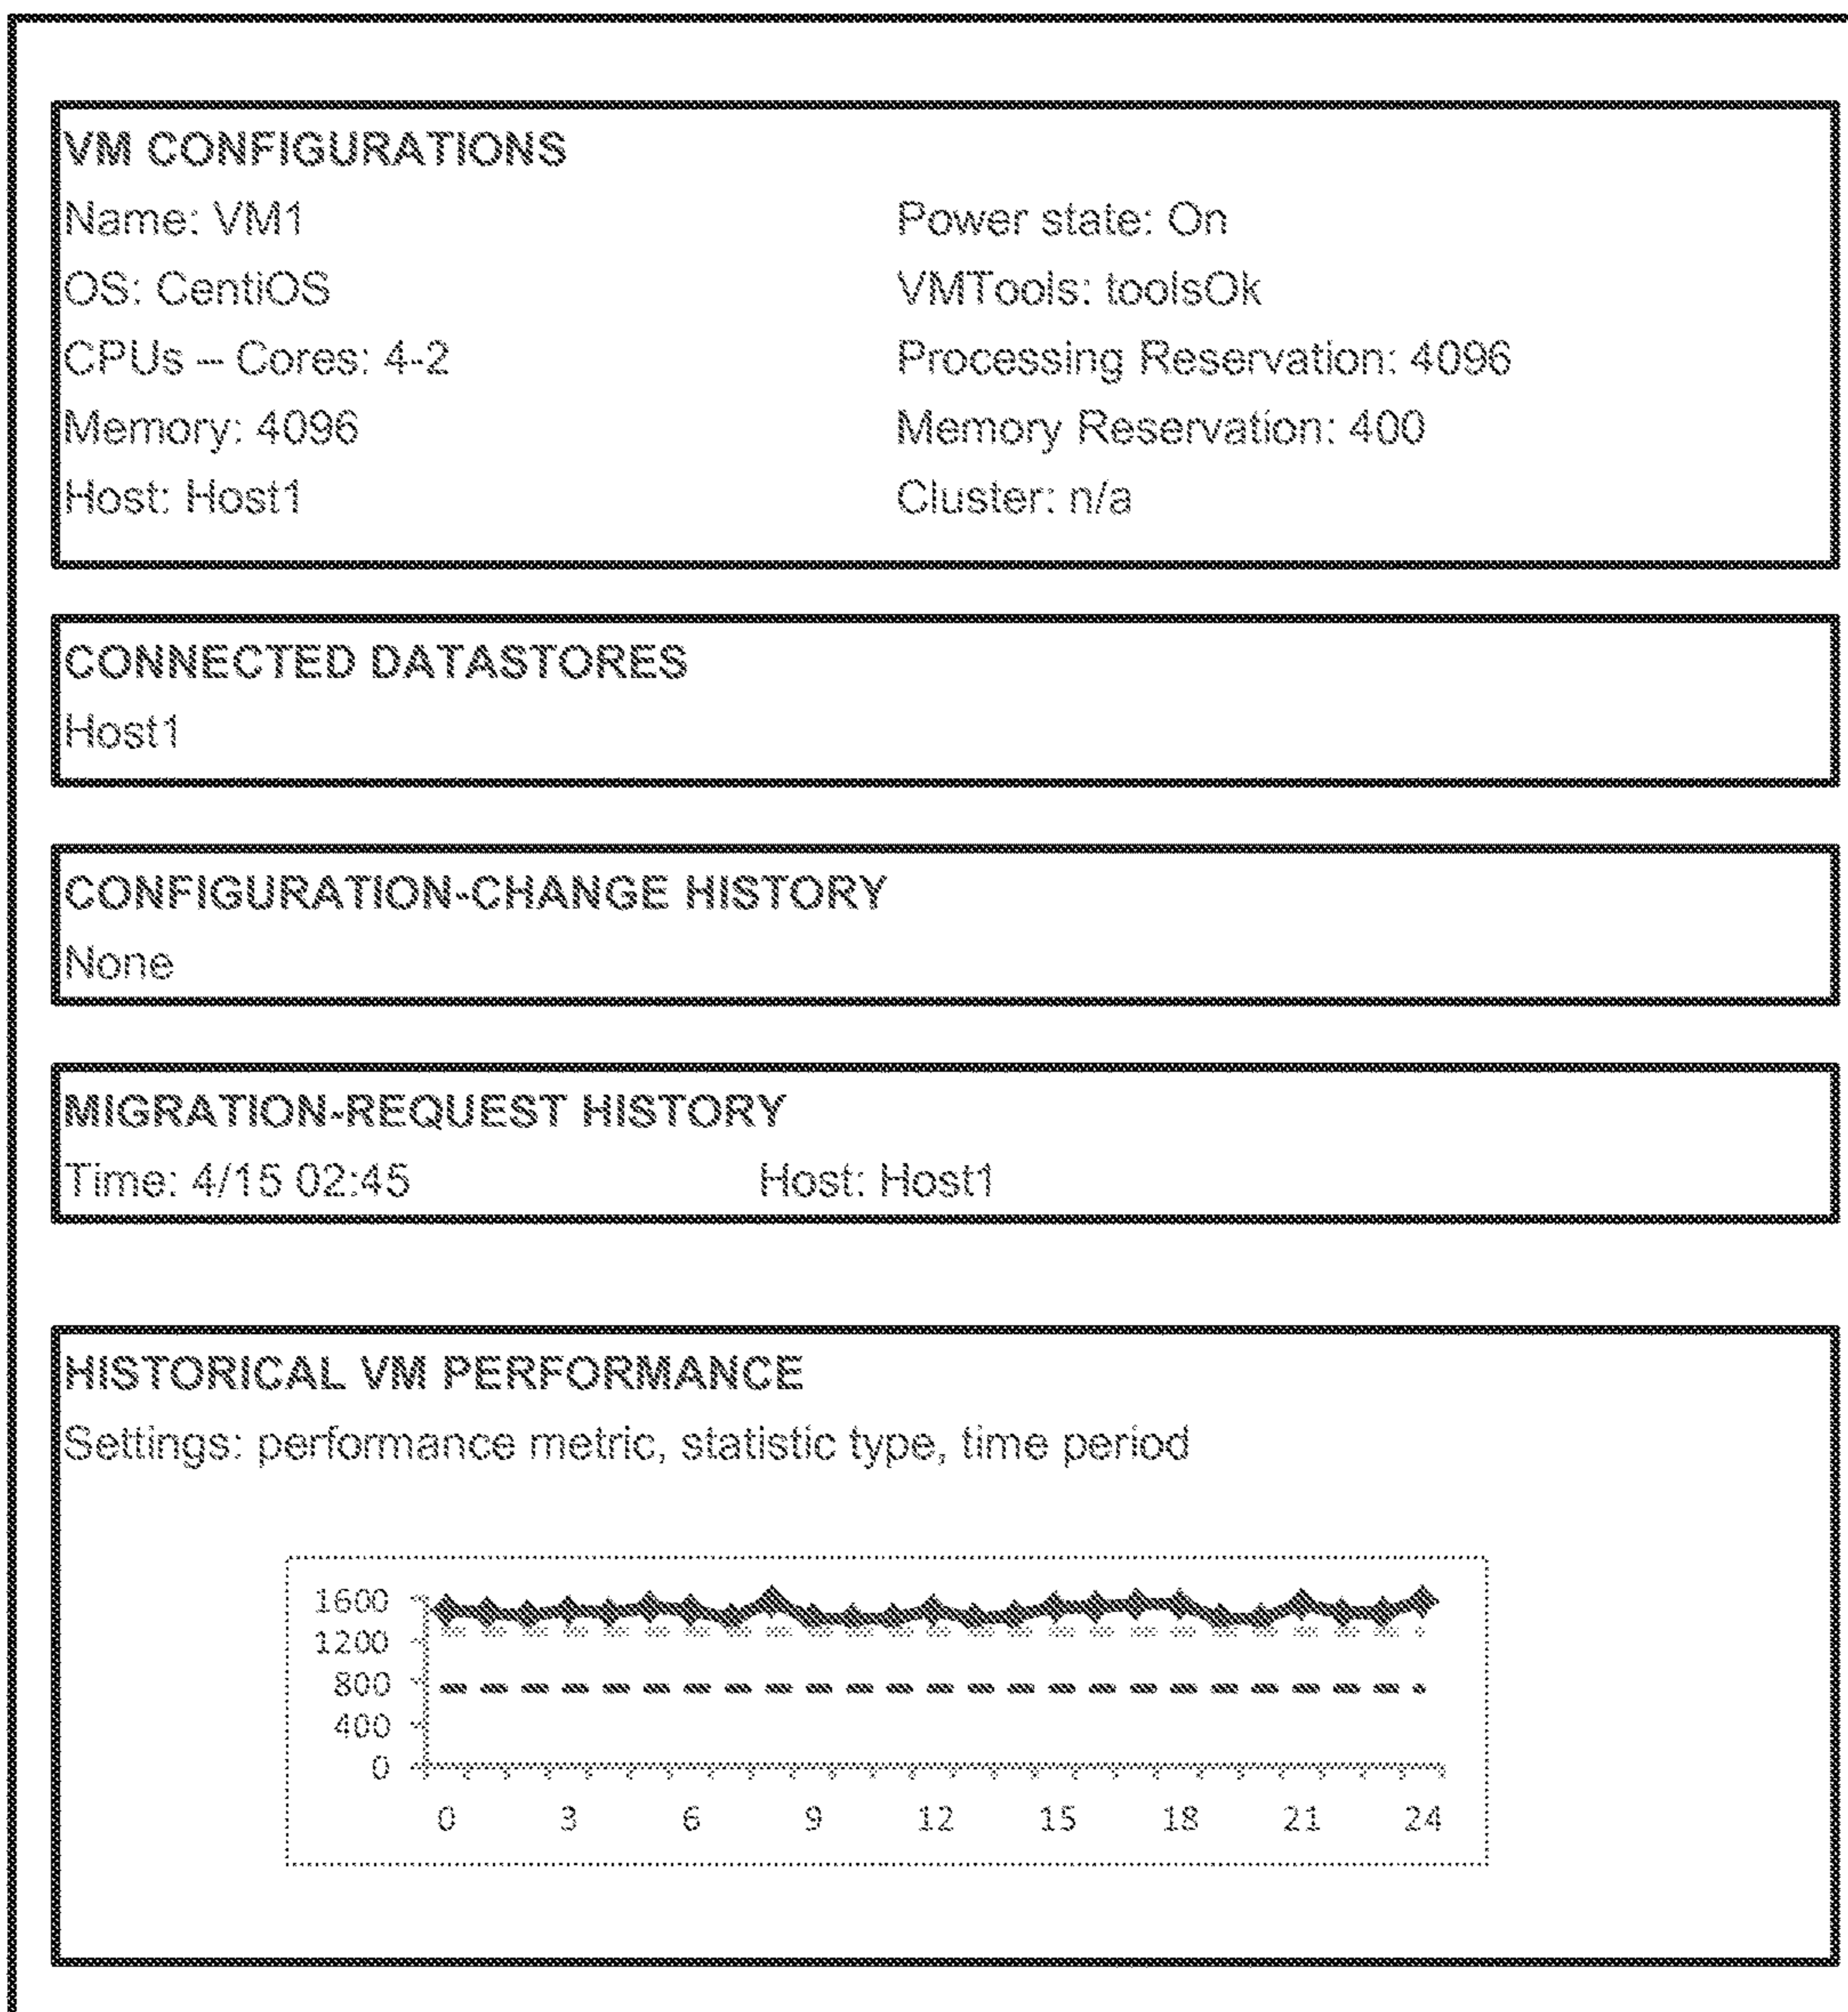 VM CONFIGURATIONS
Name: VM1 Power state: On
OS: CentiOS VMTools: toolsOk
CPUs – Cores: 4-2 Processing Reservation: 4096
Memory: 4096 Memory Reservation: 400
Host: Host1 Cluster: n/a
CONNECTED DATASTORES
Host1
CONFIGURATION-CHANGE HISTORY
None
MIGRATION-REQUEST HISTORY
Time: 4/15 02:45 Host: Host1
HISTORICAL VM PERFORMANCE
Settings: performance metric, statistic type, time period
1600
1200
800
400
0
0 3 6 9 12 15 18 21 24